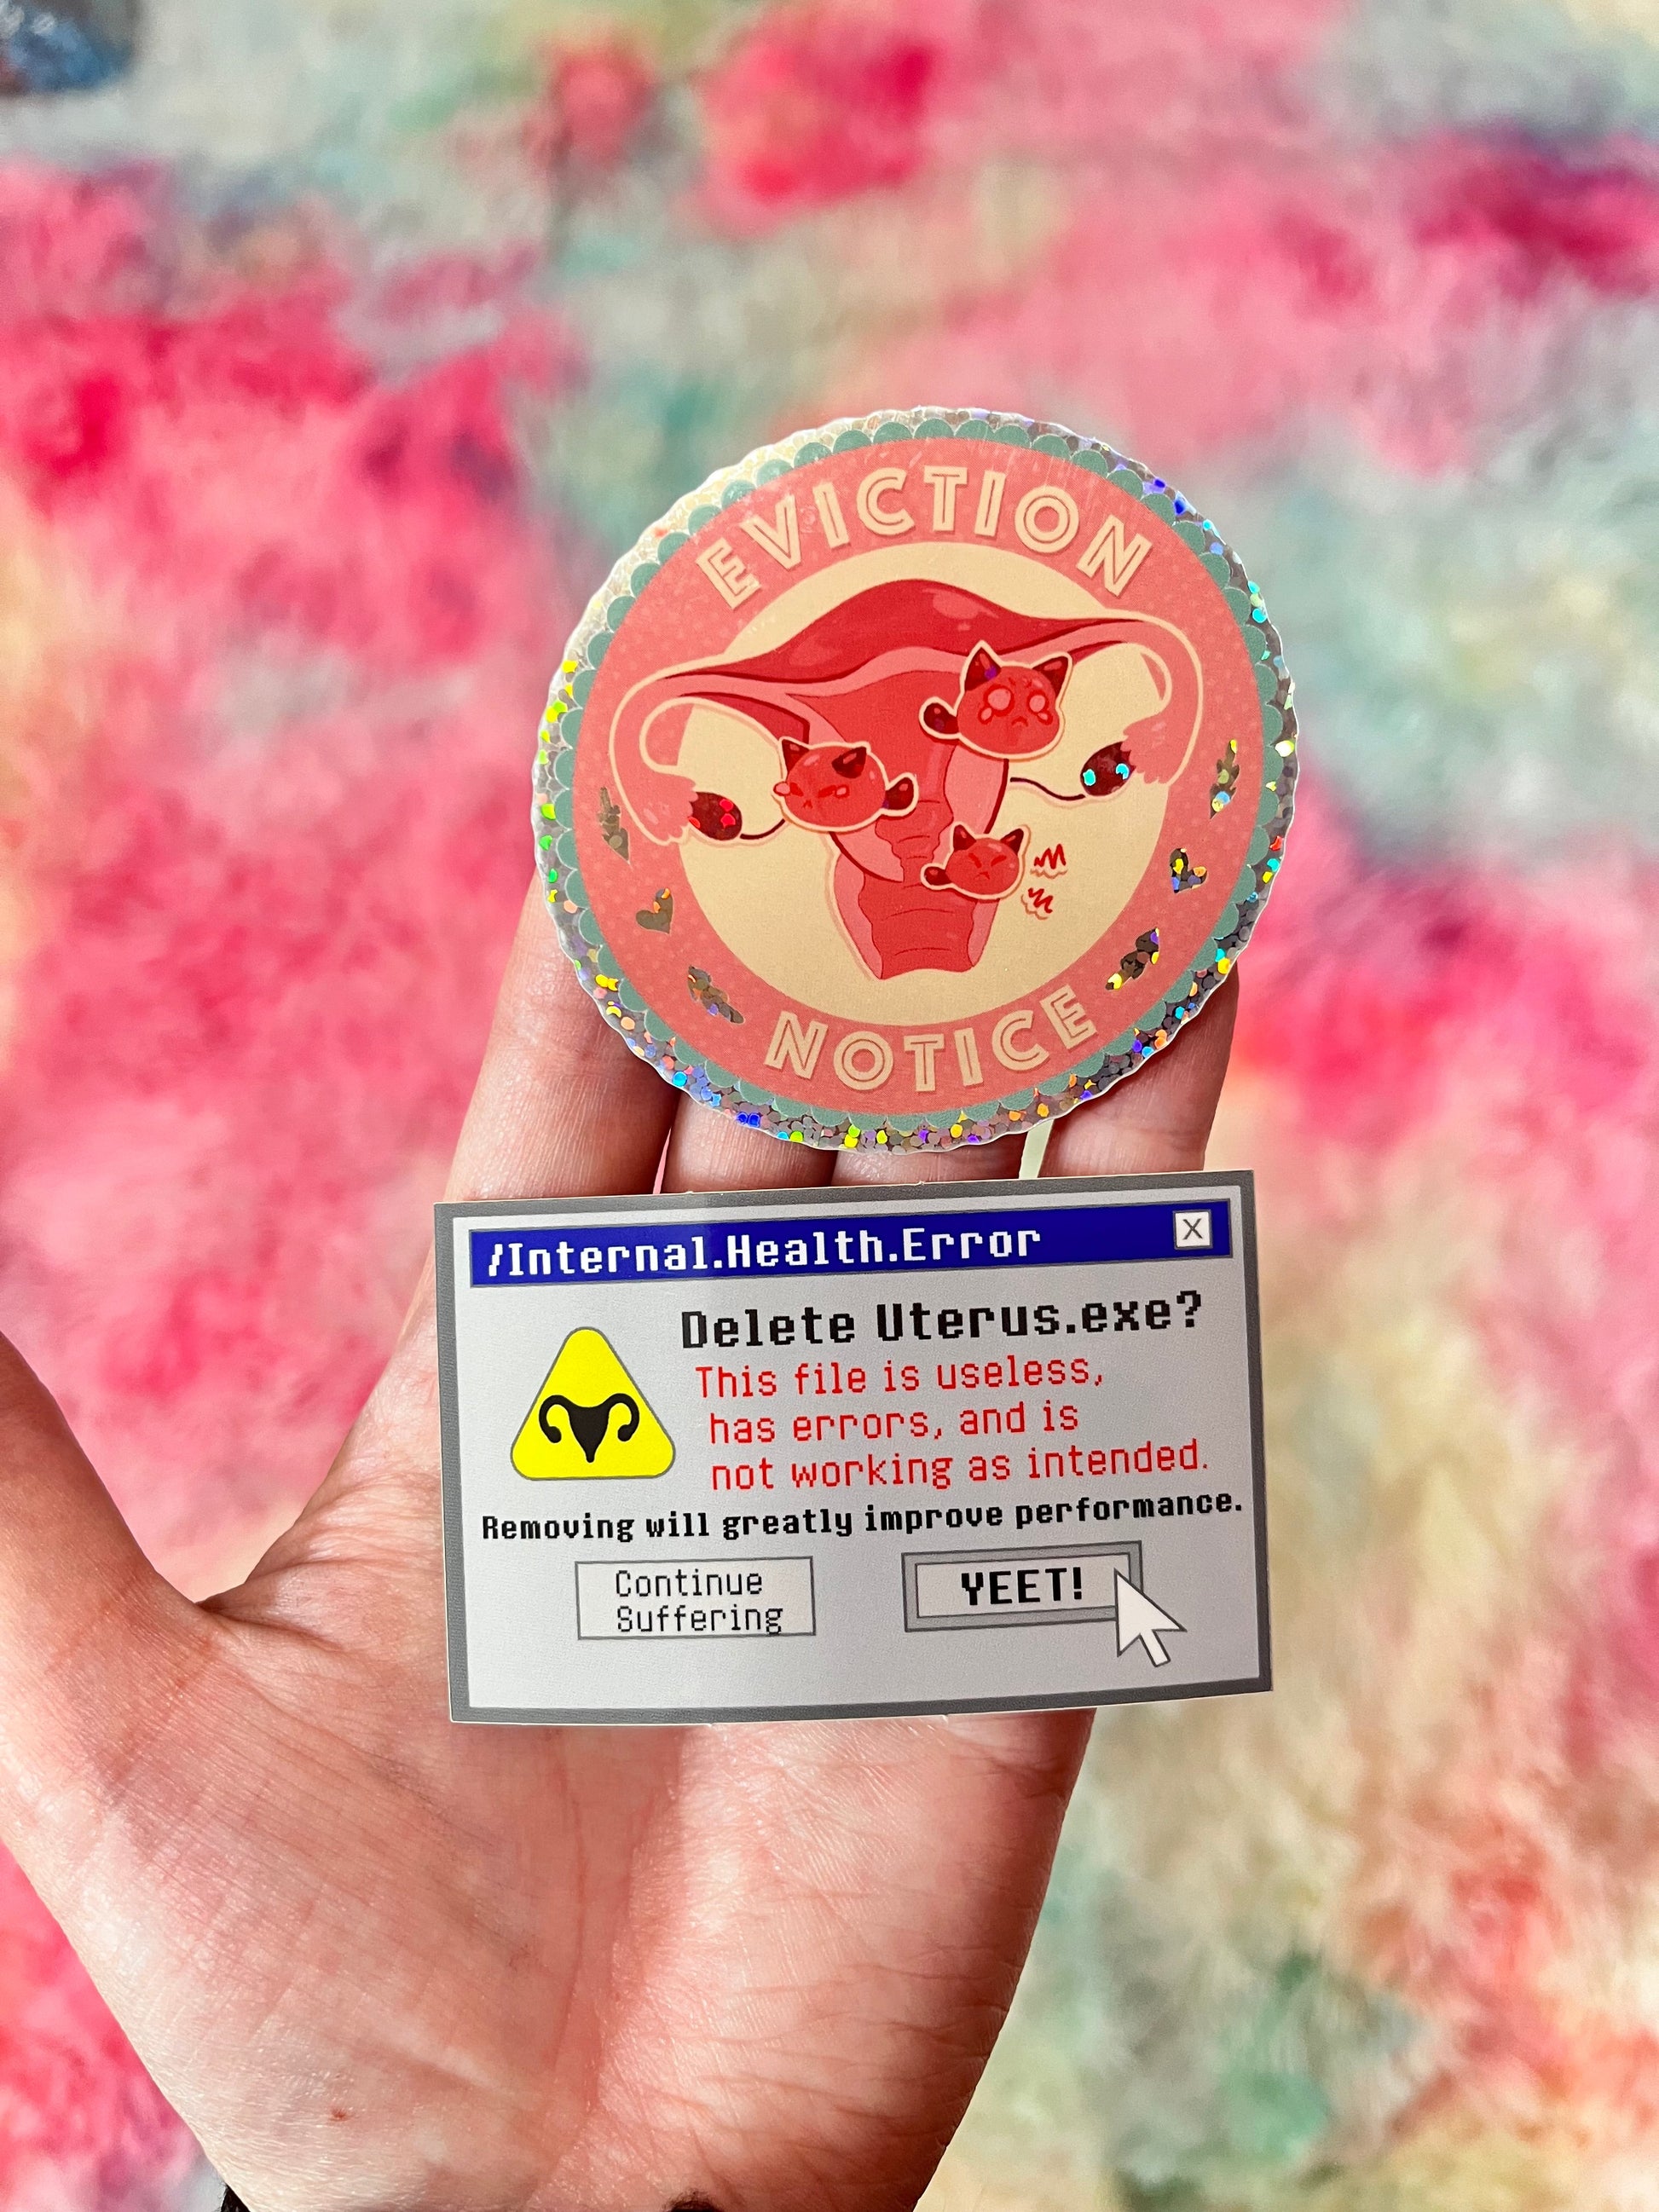 EVICTION
NOTICE
/Internal.Health.Error
X
Delete Uterus.exe?
This file is useless,
has errors, and is
not working as intended.
Removing will greatly improve performance.
Continue
Suffering
YEET!